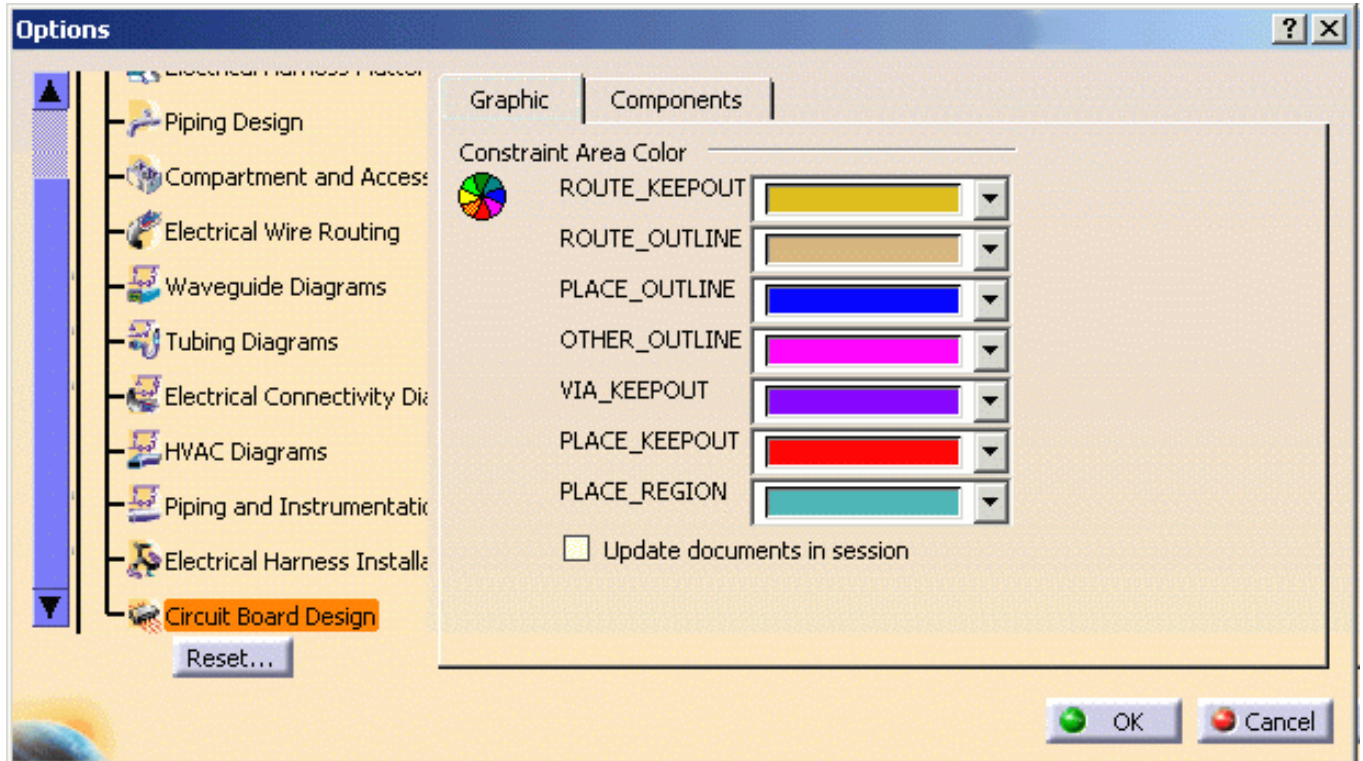 Options
Piping Design
Compartment and Access
Electrical Wire Routing
Waveguide Diagrams
Tubing Diagrams
Electrical Connectivity Dia
HVAC Diagrams
Piping and Instrumentatio
Electrical Harness Installa
Circuit Board Design
Reset...
Graphic
Components
Constraint Area Color
ROUTE_KEEPOUT
ROUTE_OUTLINE
PLACE_OUTLINE
OTHER_OUTLINE
VIA_KEEPOUT
PLACE_KEEPOUT
PLACE_REGION
Update documents in session
OK
Cancel